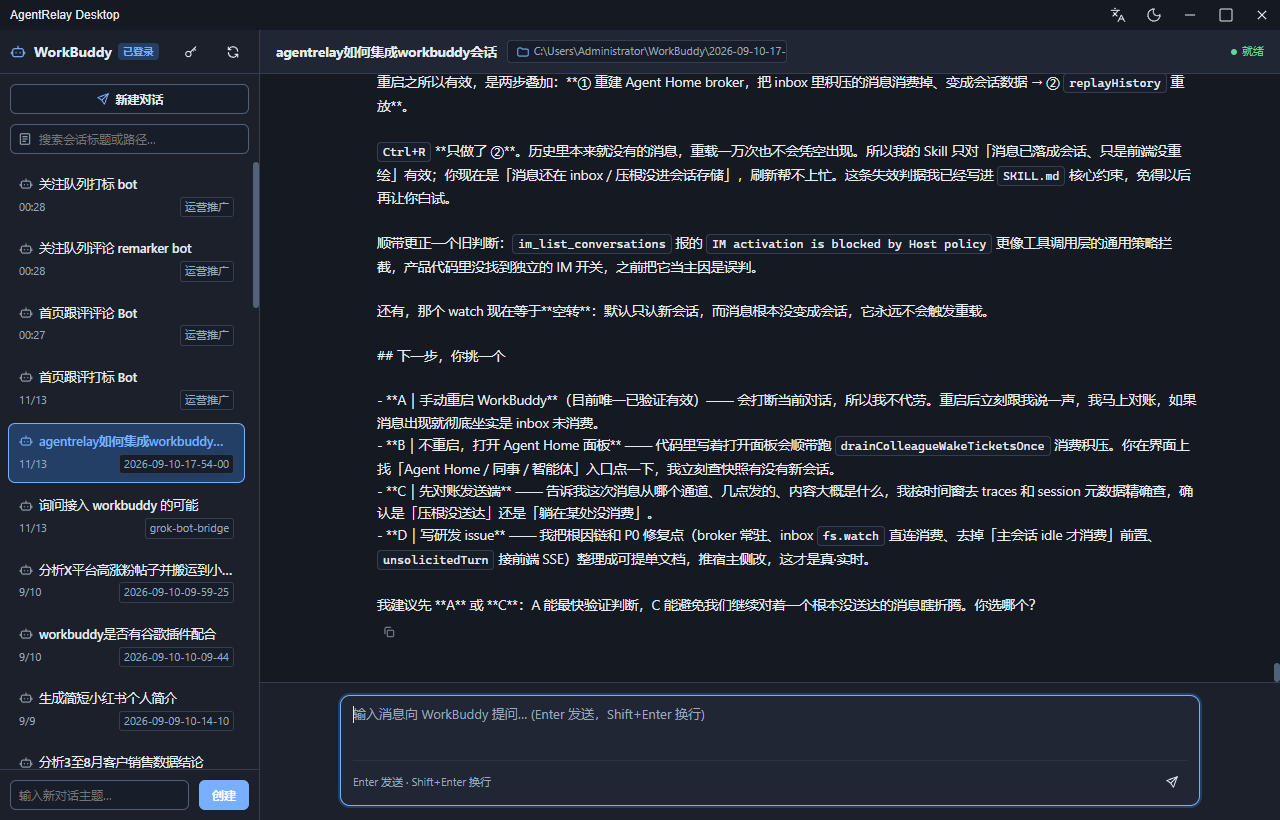 AgentRelay Desktop
WorkBuddy 已登录
新建对话
搜索会话标题或路径...
关注队列打标 bot
00:28 运营推广
关注队列评论 remarker bot
00:28 运营推广
首页跟评评论 Bot
00:27 运营推广
首页跟评打标 Bot
11/13 运营推广
agentrelay如何集成workbuddy...
11/13 2026-09-10-17-54-00
询问接入 workbuddy 的可能
11/13 grok-bot-bridge
分析X平台高涨粉帖子并搬运到小...
9/10 2026-09-10-09-59-25
workbuddy是否有谷歌插件配合
9/10 2026-09-10-10-09-44
生成简短小红书个人简介
9/9 2026-09-09-10-14-10
分析3至8月客户销售数据结论
输入新对话主题... 创建
agentrelay如何集成workbuddy会话 C:\Users\Administrator\WorkBuddy\2026-09-10-17- 就绪
重启之所以有效，是两步叠加：**① 重建 Agent Home broker，把 inbox 里积压的消息消费掉、变成会话数据 → ② replayHistory 重
放**。
Ctrl+R **只做了 ②**。历史里本来就没有的消息，重载一万次也不会凭空出现。所以我的 Skill 只对「消息已落成会话、只是前端没重
绘」有效；你现在是「消息还在 inbox / 压根没进会话存储」，刷新帮不上忙。这条失效判据我已经写进 SKILL.md 核心约束，免得以后
再让你白试。
顺带更正一个旧判断：im_list_conversations 报的 IM activation is blocked by Host policy 更像工具调用层的通用策略拦
截，产品代码里没找到独立的 IM 开关，之前把它当主因是误判。
还有，那个 watch 现在等于**空转**：默认只认新会话，而消息根本没变成会话，它永远不会触发重载。
## 下一步，你挑一个
- **A | 手动重启 WorkBuddy**（目前唯一已验证有效）—— 会打断当前对话，所以我不代劳。重启后立刻跟我说一声，我马上对账，如果
消息出现就彻底坐实是 inbox 未消费。
- **B | 不重启，打开 Agent Home 面板** —— 代码里写着打开面板会顺带跑 drainColleagueWakeTicketsOnce 消费积压。你在界面上
找「Agent Home / 同事 / 智能体」入口点一下，我立刻查快照有没有新会话。
- **C | 先对账发送端** —— 告诉我这次消息从哪个通道、几点发的、内容大概是什么，我按时间窗去 traces 和 session 元数据精确查，确
认是「压根没送达」还是「躺在某处没消费」。
- **D | 写研发 issue** —— 我把根因链和 P0 修复点（broker 常驻、inbox fs.watch 直连消费、去掉「主会话 idle 才消费」前置、
unsolicitedTurn 接前端 SSE）整理成可提单文档，推宿主侧改，这才是真·实时。
我建议先 **A** 或 **C**：A 能最快验证判断，C 能避免我们继续对着一个根本没送达的消息瞎折腾。你选哪个？
输入消息向 WorkBuddy 提问... (Enter 发送，Shift+Enter 换行)
Enter 发送 · Shift+Enter 换行